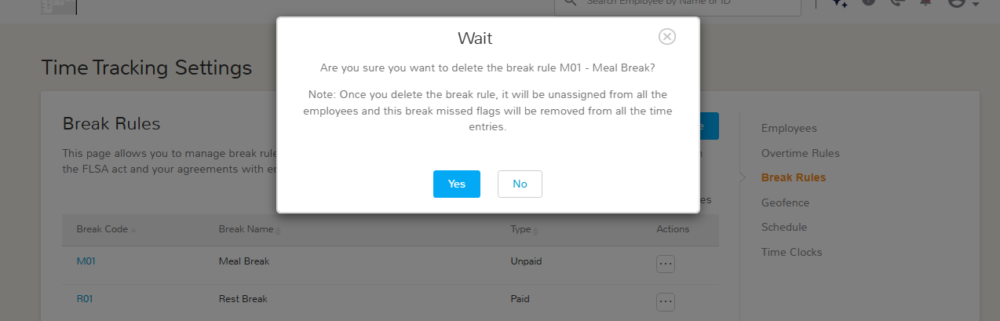 Search Employee by Name or ID
Wait
Are you sure you want to delete the break rule M01 - Meal Break?
Note: Once you delete the break rule, it will be unassigned from all the
employees and this break missed flags will be removed from all the time
entries.
Yes
No
Time Tracking Settings
Break Rules
This page allows you to manage break rule
the FLSA act and your agreements with
Break Code
Break Name
Type
Actions
M01
Meal Break
Unpaid
R01
Rest Break
Paid
Employees
Overtime Rules
Break Rules
Geofence
Schedule
Time Clocks